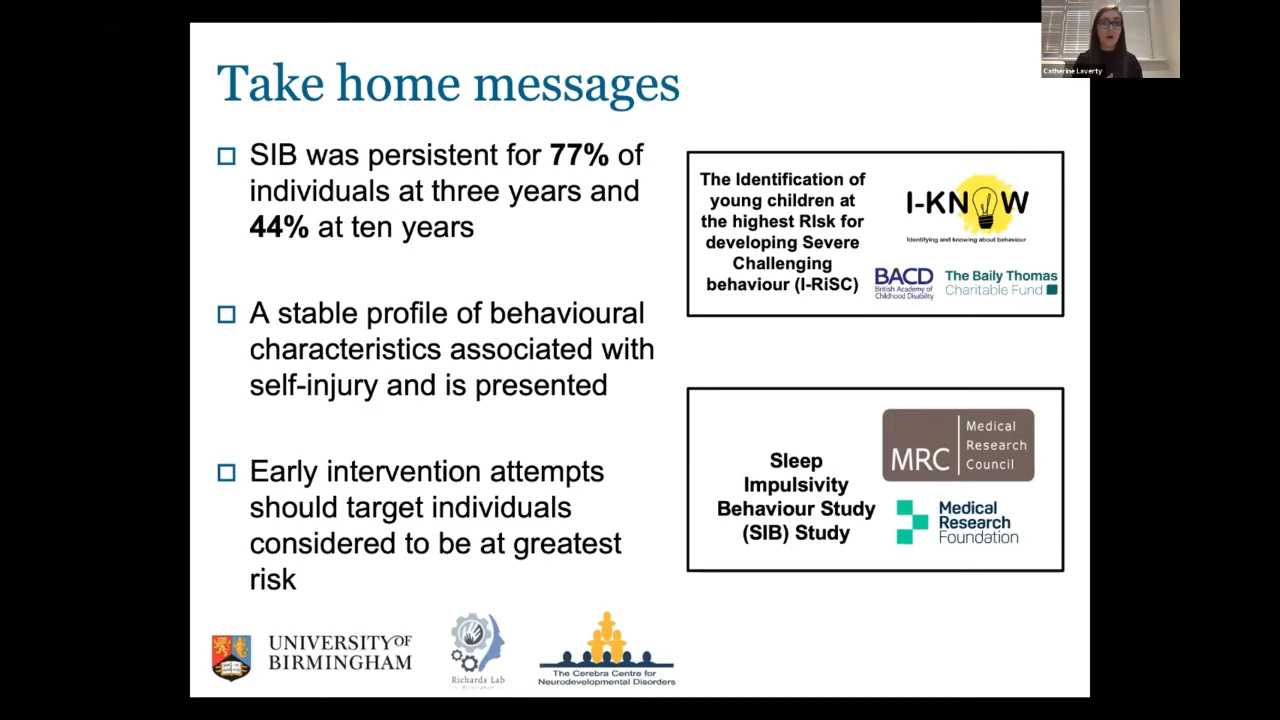 Catherine Laverty
Take home messages
SIB was persistent for 77% of
individuals at three years and
44% at ten years
A stable profile of behavioural
characteristics associated with
self-injury and is presented
Early intervention attempts
should target individuals
considered to be at greatest
risk
The Identification of
young children at
the highest RIsk for
developing Severe
Challenging
behaviour (I-RiSC)
I-KNOW
Identifying and knowing about behaviour
BACD
British Academy of
Childhood Disability
The Baily Thomas
Charitable Fund
Sleep
Impulsivity
Behaviour Study
(SIB) Study
MRC
Medical
Research
Council
Medical
Research
Foundation
UNIVERSITY OF
BIRMINGHAM
Richards Lab
Birmingham
The Cerebra Centre for
Neurodevelopmental Disorders